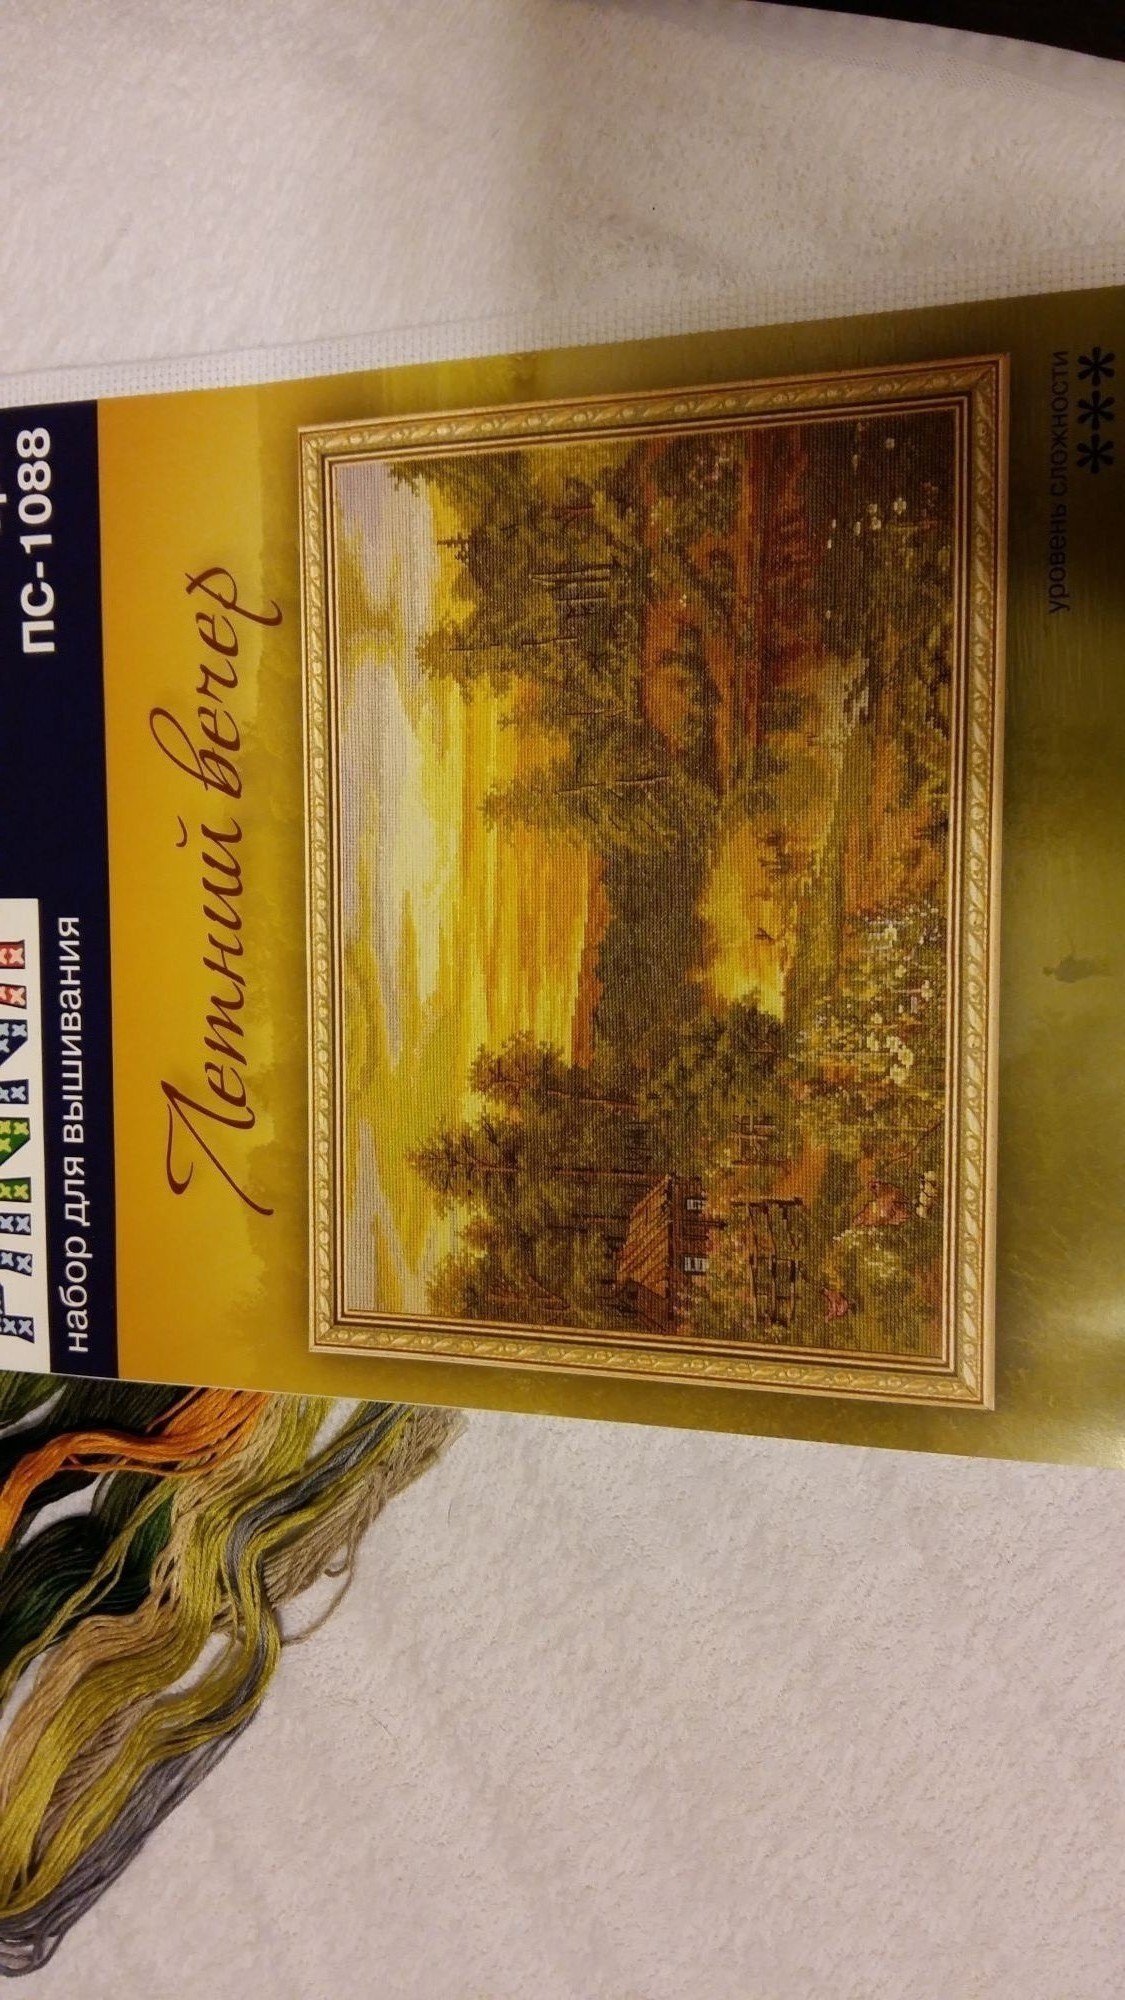 ПС-1088
набор для вышивания
Летний вечер
уровень сложности
***